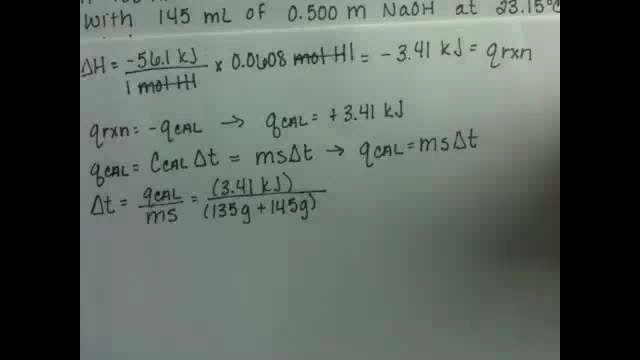 with 145 mL of 0.500 m NaOH at 23.15°C
ΔH = -56.1 kJ / 1 mol HI × 0.0608 mol HI = -3.41 kJ = qrxn
qrxn = -qCAL → qCAL = +3.41 kJ
qCAL = CCAL Δt = msΔt → qCAL = msΔt
Δt = qCAL / ms = (3.41 kJ) / (135g + 145g)